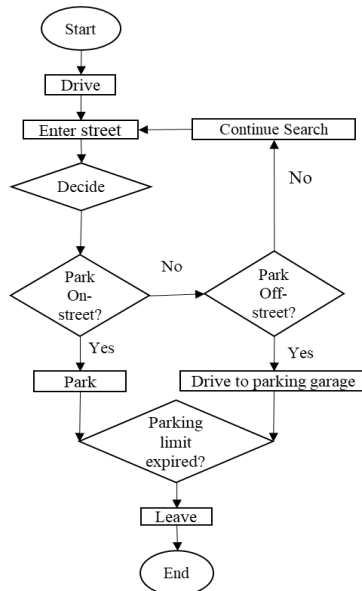 Start
Drive
Enter street
Continue Search
Decide
No
Park
On-
street?
No
Park
Off-
street?
Yes
Yes
Park
Drive to parking garage
Parking
limit
expired?
Leave
End